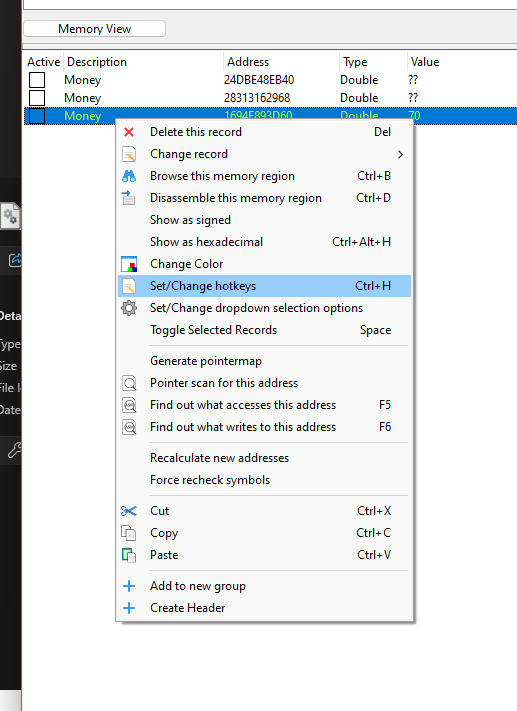 Memory View
Active Description Address Type Value
Money 24DBE48EB40 Double ??
Money 28313162968 Double ??
Money 1694E893D60 Double 70
Delete this record Del
Change record
Browse this memory region Ctrl+B
Disassemble this memory region Ctrl+D
Show as signed
Show as hexadecimal Ctrl+Alt+H
Change Color
Set/Change hotkeys Ctrl+H
Set/Change dropdown selection options
Toggle Selected Records Space
Generate pointermap
Pointer scan for this address
Find out what accesses this address F5
Find out what writes to this address F6
Recalculate new addresses
Force recheck symbols
Cut Ctrl+X
Copy Ctrl+C
Paste Ctrl+V
Add to new group
Create Header
Deta
Type
Size
File l
Date